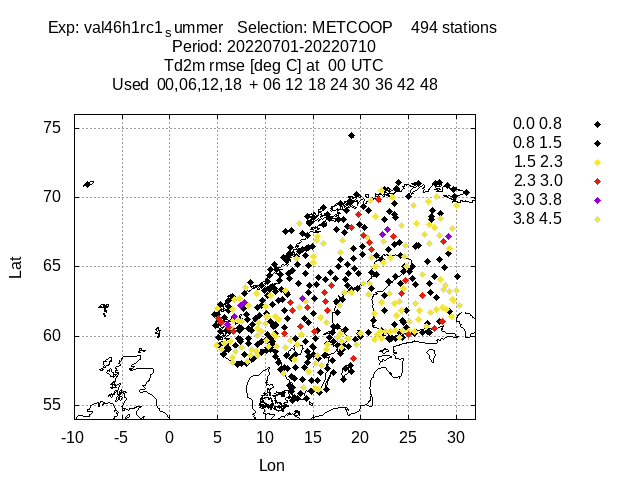 Exp: val46h1rc1summer Selection: METCOOP 494 stations
Period: 20220701-20220710
Td2m rmse [deg C] at 00 UTC
Used 00,06,12,18 + 06 12 18 24 30 36 42 48
75
70
65
60
55
Lat
-10 -5 0 5 10 15 20 25 30
Lon
0.0 0.8
0.8 1.5
1.5 2.3
2.3 3.0
3.0 3.8
3.8 4.5